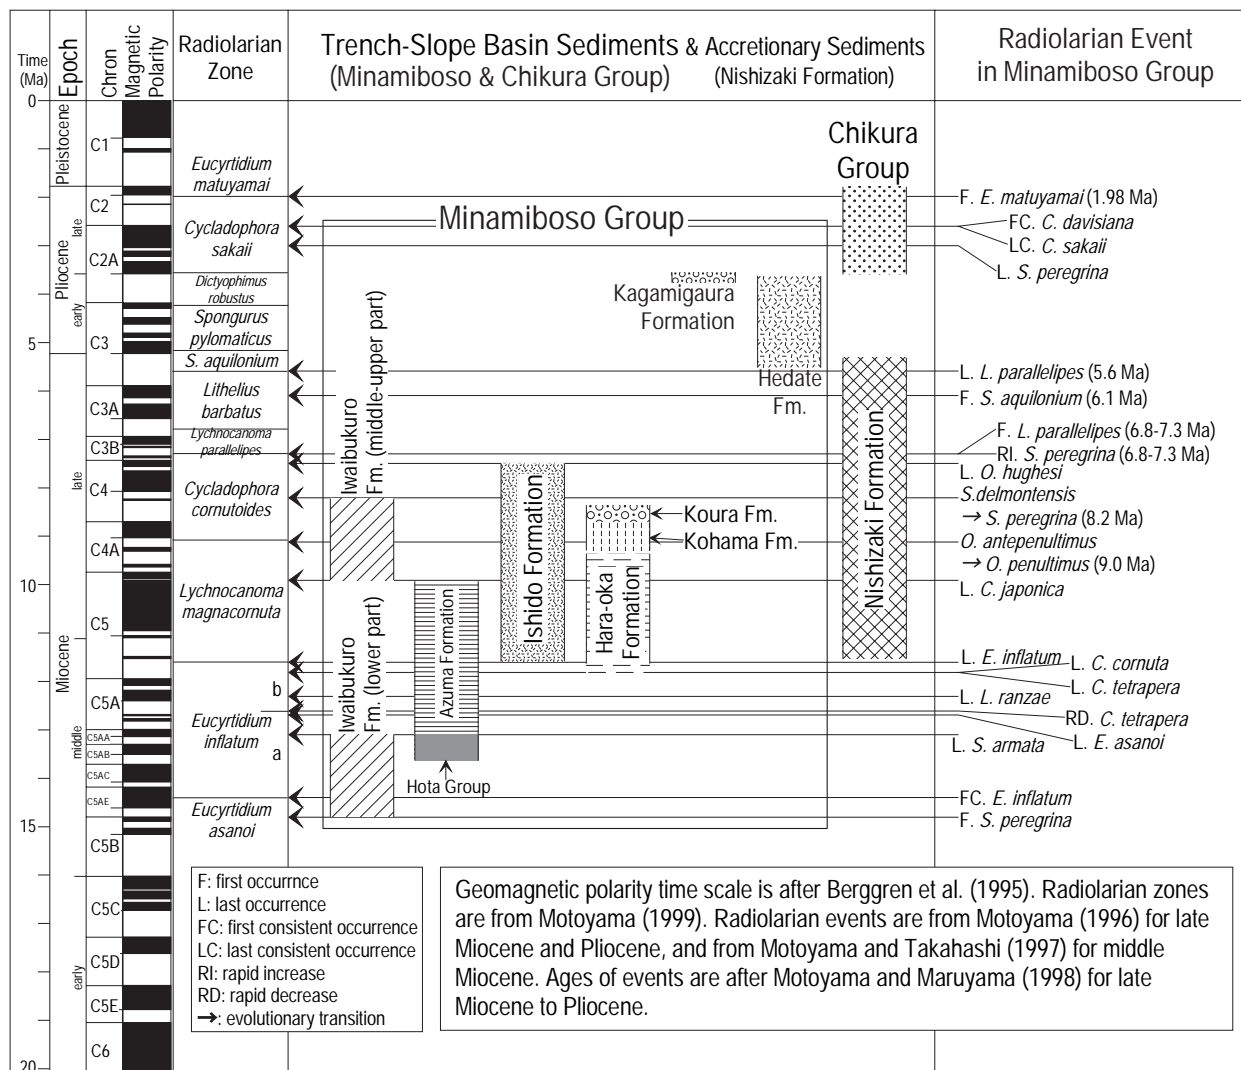 Time
(Ma)
Epoch
Chron
Magnetic
Polarity
Radiolarian
Zone
Trench-Slope Basin Sediments & Accretionary Sediments
(Minamiboso & Chikura Group) (Nishizaki Formation)
Radiolarian Event
in Minamiboso Group
0
5
10
15
20
Pleistocene
Pliocene
late
early
Miocene
late
middle
early
C1
C2
C2A
C3
C3A
C3B
C4
C4A
C5
C5A
C5AA
C5AB
C5AC
C5AE
C5B
C5C
C5D
C5E
C6
Eucyrtidium
matuyamai
Cycladophora
sakaii
Dictyophimus
robustus
Spongurus
pylomaticus
S. aquilonium
Lithelius
barbatus
Lychnocanoma
parallelipes
Cycladophora
cornutoides
Lychnocanoma
magnacornuta
b
Eucyrtidium
inflatum
a
Eucyrtidium
asanoi
Chikura
Group
Minamiboso Group
Kagamigaura
Formation
Hedate
Fm.
Iwaibukuro
Fm. (middle-upper part)
Iwaibukuro
Fm. (lower part)
Azuma Formation
Hota Group
Ishido Formation
Koura Fm.
Kohama Fm.
Hara-oka
Formation
Nishizaki Formation
F. E. matuyamai (1.98 Ma)
FC. C. davisiana
LC. C. sakaii
L. S. peregrina
L. L. parallelipes (5.6 Ma)
F. S. aquilonium (6.1 Ma)
F. L. parallelipes (6.8-7.3 Ma)
RI. S. peregrina (6.8-7.3 Ma)
L. O. hughesi
S.delmontensis
→ S. peregrina (8.2 Ma)
O. antepenultimus
→ O. penultimus (9.0 Ma)
L. C. japonica
L. E. inflatum
L. C. cornuta
L. C. tetrapera
L. L. ranzae
RD. C. tetrapera
L. E. asanoi
L. S. armata
FC. E. inflatum
F. S. peregrina
F: first occurrnce
L: last occurrence
FC: first consistent occurrence
LC: last consistent occurrence
RI: rapid increase
RD: rapid decrease
→: evolutionary transition
Geomagnetic polarity time scale is after Berggren et al. (1995). Radiolarian zones
are from Motoyama (1999). Radiolarian events are from Motoyama (1996) for late
Miocene and Pliocene, and from Motoyama and Takahashi (1997) for middle
Miocene. Ages of events are after Motoyama and Maruyama (1998) for late
Miocene to Pliocene.